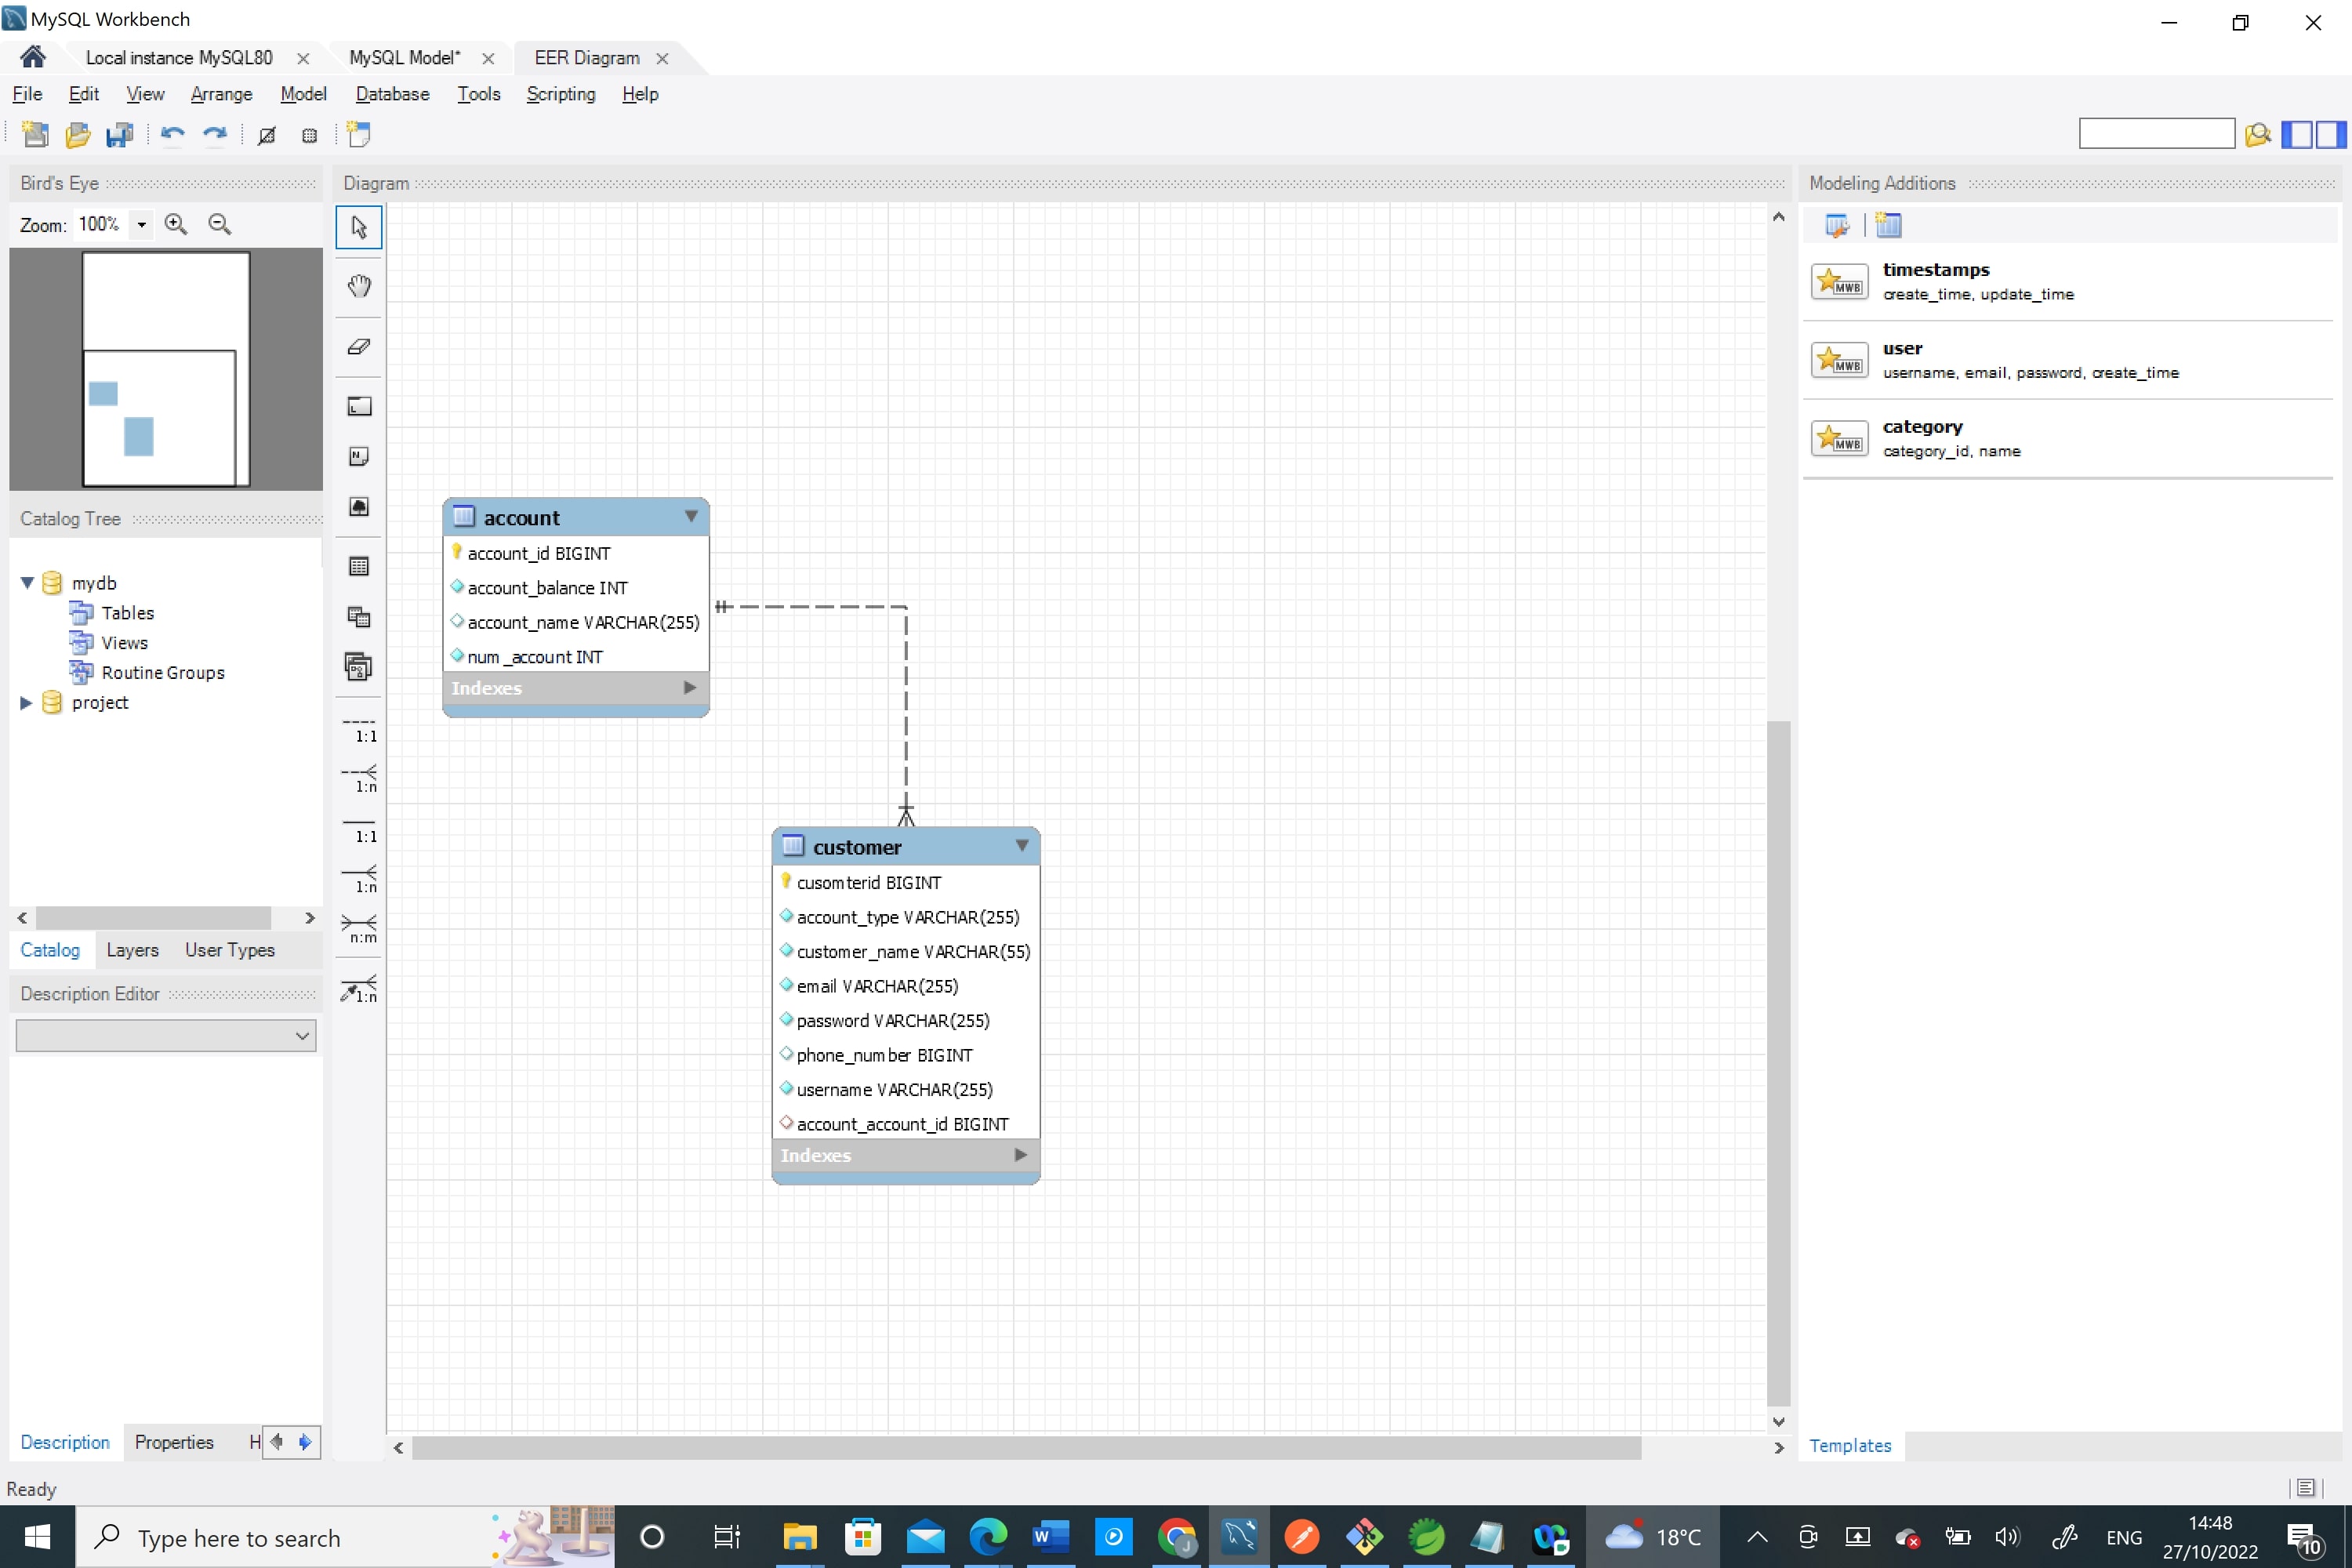 MySQL Workbench
Local instance MySQL80
MySQL Model*
EER Diagram
File Edit View Arrange Model Database Tools Scripting Help
Bird's Eye
Zoom: 100%
Catalog Tree
mydb
Tables
Views
Routine Groups
project
Catalog Layers User Types
Description Editor
Description Properties H
Diagram
L
N
1:1
1:n
1:1
1:n
n:m
1:n
account
account_id BIGINT
account_balance INT
account_name VARCHAR(255)
num_account INT
Indexes
customer
cusomterid BIGINT
account_type VARCHAR(255)
customer_name VARCHAR(55)
email VARCHAR(255)
password VARCHAR(255)
phone_number BIGINT
username VARCHAR(255)
account_account_id BIGINT
Indexes
Modeling Additions
MWB
timestamps
create_time, update_time
MWB
user
username, email, password, create_time
MWB
category
category_id, name
Templates
Ready
Type here to search
W
J
18°C
ENG
14:48
27/10/2022
10